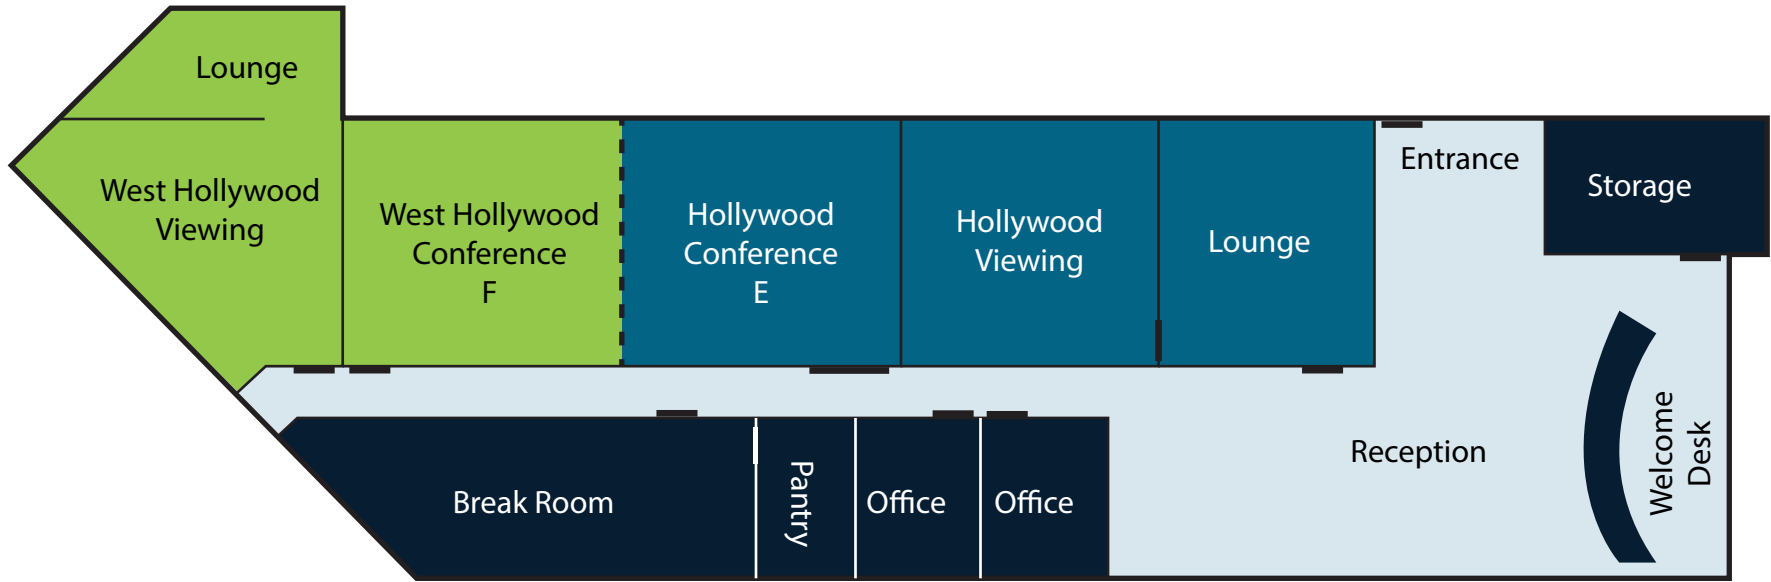 Lounge
West Hollywood
Viewing
West Hollywood
Conference
F
Hollywood
Conference
E
Hollywood
Viewing
Lounge
Entrance
Storage
Break Room
Pantry
Office
Office
Reception
Welcome
Desk